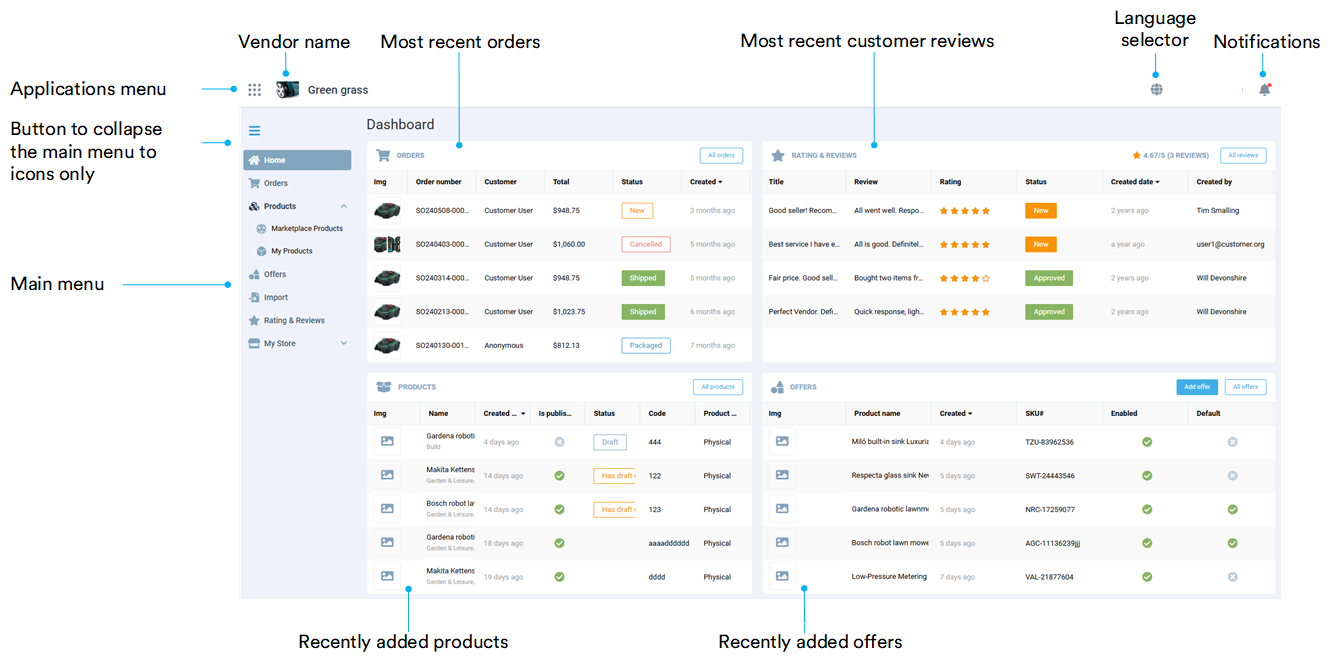 Language
selector
Vendor name
Most recent orders
Most recent customer reviews
Notifications
Applications menu
Green grass
Button to collapse
the main menu to
icons only
Main menu
Home
Orders
Products
Marketplace Products
My Products
Offers
Import
Rating & Reviews
My Store
Dashboard
ORDERS
All orders
Img Order number Customer Total Status Created
SO240508-000... Customer User $948.75 New 3 months ago
SO240403-000... Customer User $1,060.00 Cancelled 5 months ago
SO240314-000... Customer User $948.75 Shipped 5 months ago
SO240213-000... Customer User $1,023.75 Shipped 6 months ago
SO240130-001... Anonymous $812.13 Packaged 7 months ago
RATING & REVIEWS
4.67/5 (3 REVIEWS) All reviews
Title Review Rating Status Created date Created by
Good seller! Recom... All went well. Respo... New 2 years ago Tim Smalling
Best service I have e... All is good. Definitel... New a year ago user1@customer.org
Fair price. Good sell... Bought two items fr... Approved 2 years ago Will Devonshire
Perfect Vendor. Defi... Quick response, ligh... Approved 2 years ago Will Devonshire
PRODUCTS
All products
Img Name Created ... Is publis... Status Code Product ...
Gardena roboti 4 days ago Draft 444 Physical
Build
Makita Kettens 14 days ago Has draft 122 Physical
Garden & Leisure,
Bosch robot la 14 days ago Has draft 123 Physical
Garden & Leisure,
Gardena roboti 18 days ago aaaadddddd Physical
Garden & Leisure,
Makita Kettens 19 days ago dddd Physical
Garden & Leisure,
OFFERS
Add offer All offers
Img Product name Created SKU# Enabled Default
Miló built-in sink Luxuria 4 days ago TZU-83962536
Respecta glass sink Nev 5 days ago SWT-24443546
Gardena robotic lawnm 5 days ago NRC-17259077
Bosch robot lawn mowe 5 days ago AGC-11136239jjj
Low-Pressure Metering 7 days ago VAL-21877604
Recently added products
Recently added offers